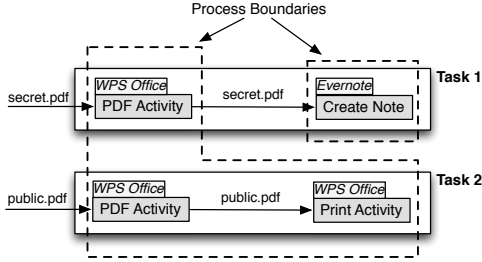 Process Boundaries
Task 1
WPS Office
Evernote
secret.pdf
PDF Activity
secret.pdf
Create Note
Task 2
WPS Office
WPS Office
public.pdf
PDF Activity
public.pdf
Print Activity